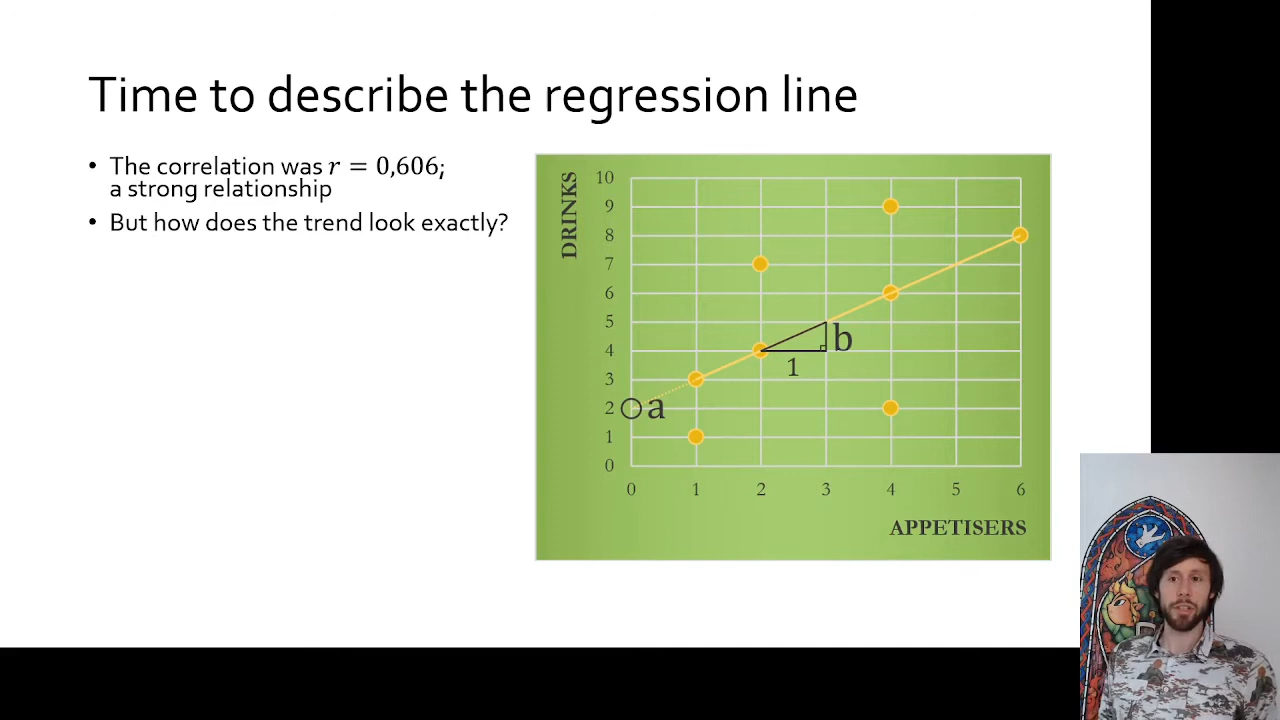 Time to describe the regression line
• The correlation was r = 0,606;
a strong relationship
• But how does the trend look exactly?
DRINKS
10
9
8
7
6
5
4
3
2
1
0
b
1
a
0 1 2 3 4 5 6
APPETISERS